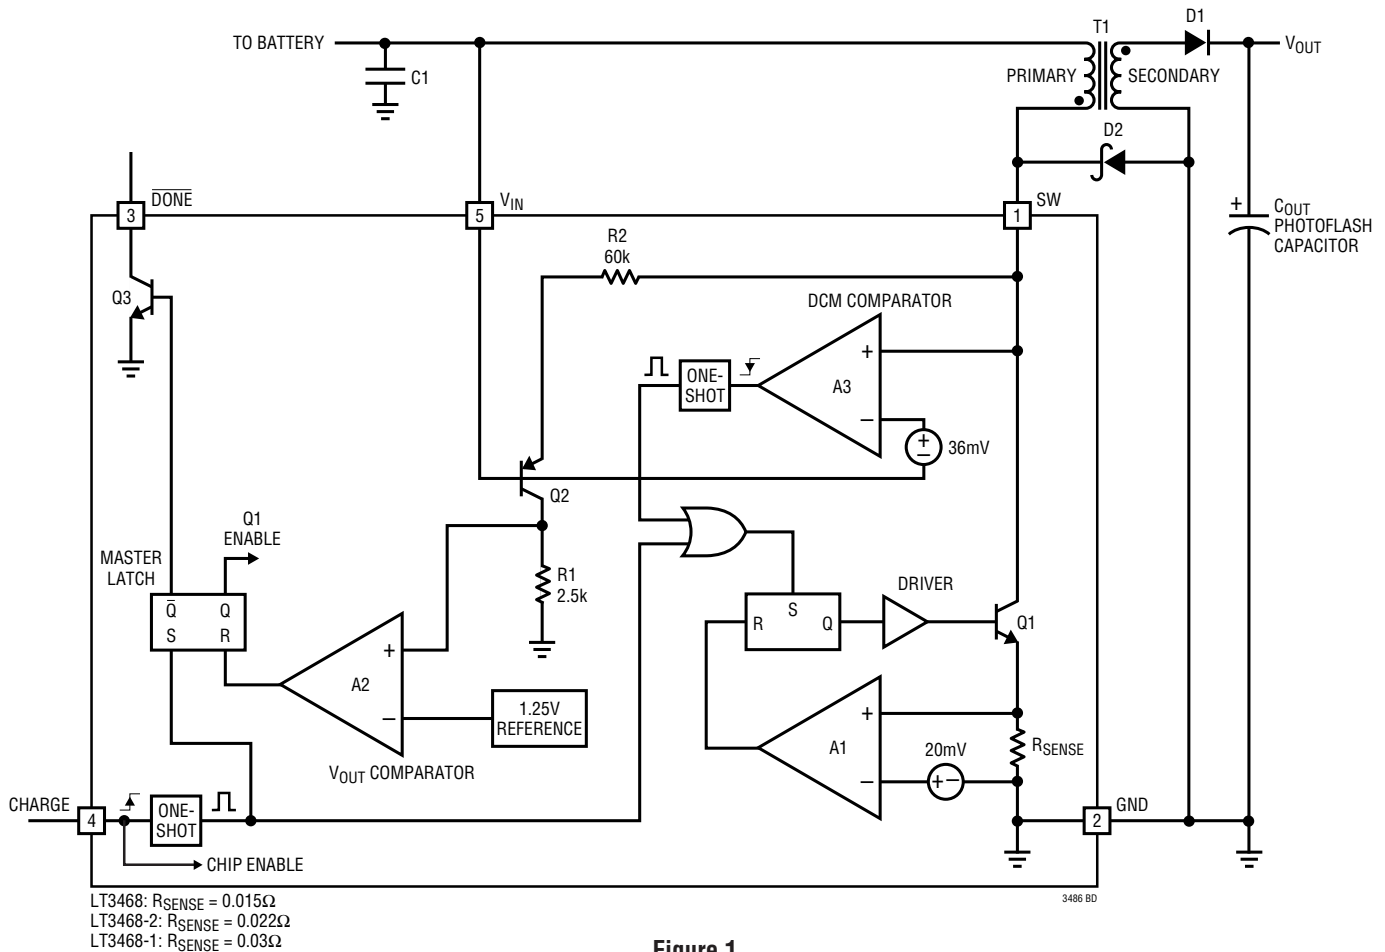 TO BATTERY
C1
T1
D1
VOUT
PRIMARY
SECONDARY
D2
DONE
VIN
SW
3
5
1
+
COUT
PHOTOFLASH
CAPACITOR
R2
60k
Q3
DCM COMPARATOR
ONE-
SHOT
+
A3
–
+
–
36mV
Q2
Q1
ENABLE
MASTER
LATCH
R1
2.5k
DRIVER
Q̅ Q
S R
S
R Q
Q1
+
A2
–
1.25V
REFERENCE
VOUT COMPARATOR
+
A1
–
20mV
+–
RSENSE
CHARGE
4
ONE-
SHOT
GND
2
CHIP ENABLE
LT3468: RSENSE = 0.015Ω
LT3468-2: RSENSE = 0.022Ω
LT3468-1: RSENSE = 0.03Ω
3486 BD
Figure 1